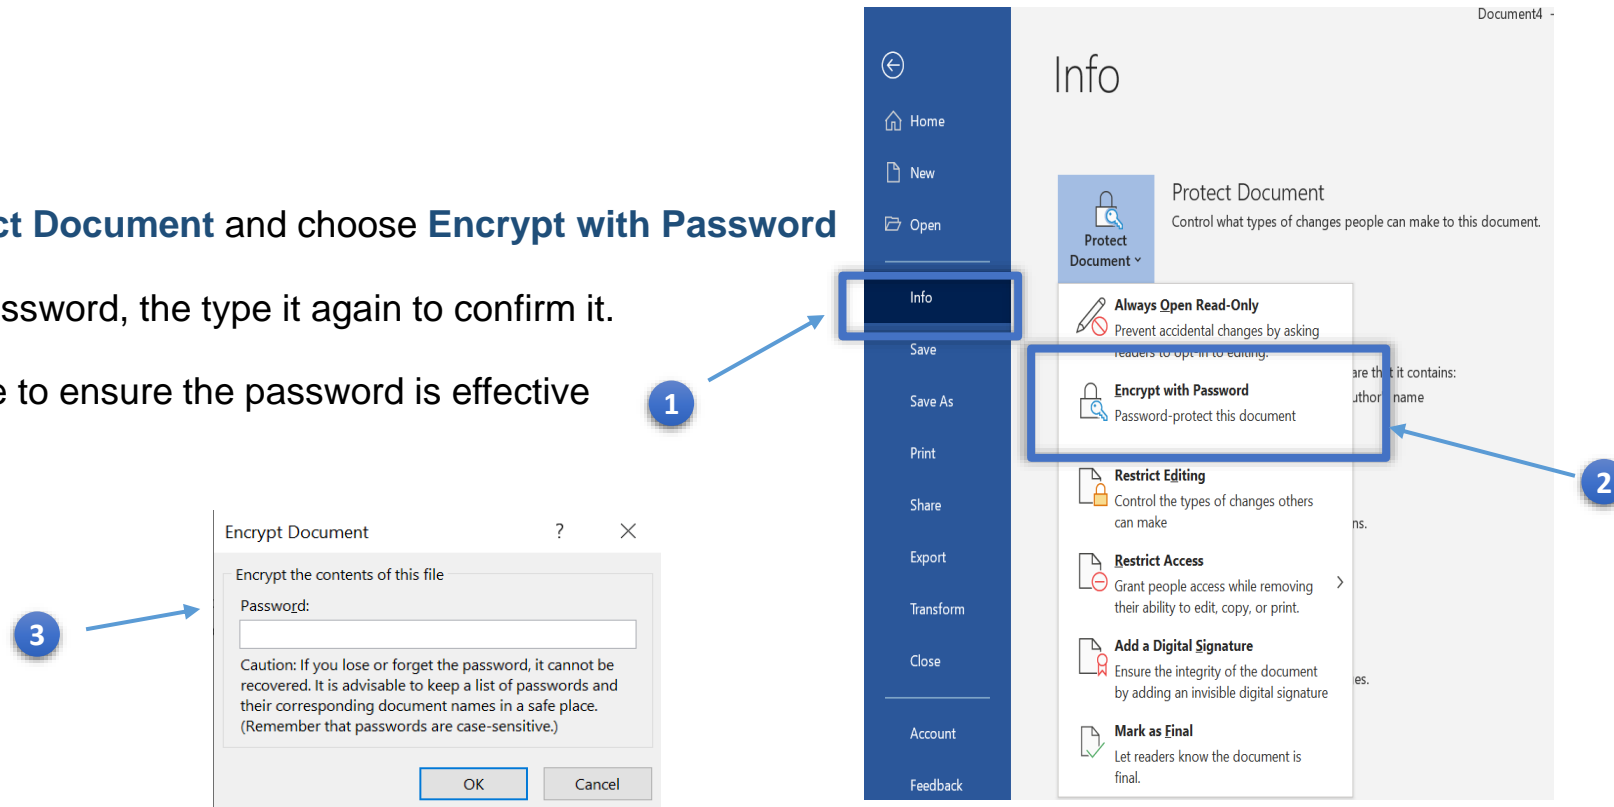 ct Document and choose Encrypt with Password
ssword, the type it again to confirm it.
e to ensure the password is effective
1
3
Encrypt Document ?
Encrypt the contents of this file
Password:
Caution: If you lose or forget the password, it cannot be
recovered. It is advisable to keep a list of passwords and
their corresponding document names in a safe place.
(Remember that passwords are case-sensitive.)
OK Cancel
Document4 -
Home
New
Open
Info
Save
Save As
Print
Share
Export
Transform
Close
Account
Feedback
Info
Protect
Document
Protect Document
Control what types of changes people can make to this document.
Always Open Read-Only
Prevent accidental changes by asking
readers to opt-in to editing.
Encrypt with Password
Password-protect this document
Restrict Editing
Control the types of changes others
can make
Restrict Access
Grant people access while removing
their ability to edit, copy, or print.
Add a Digital Signature
Ensure the integrity of the document
by adding an invisible digital signature
Mark as Final
Let readers know the document is
final.
it contains:
name
ns.
es.
2